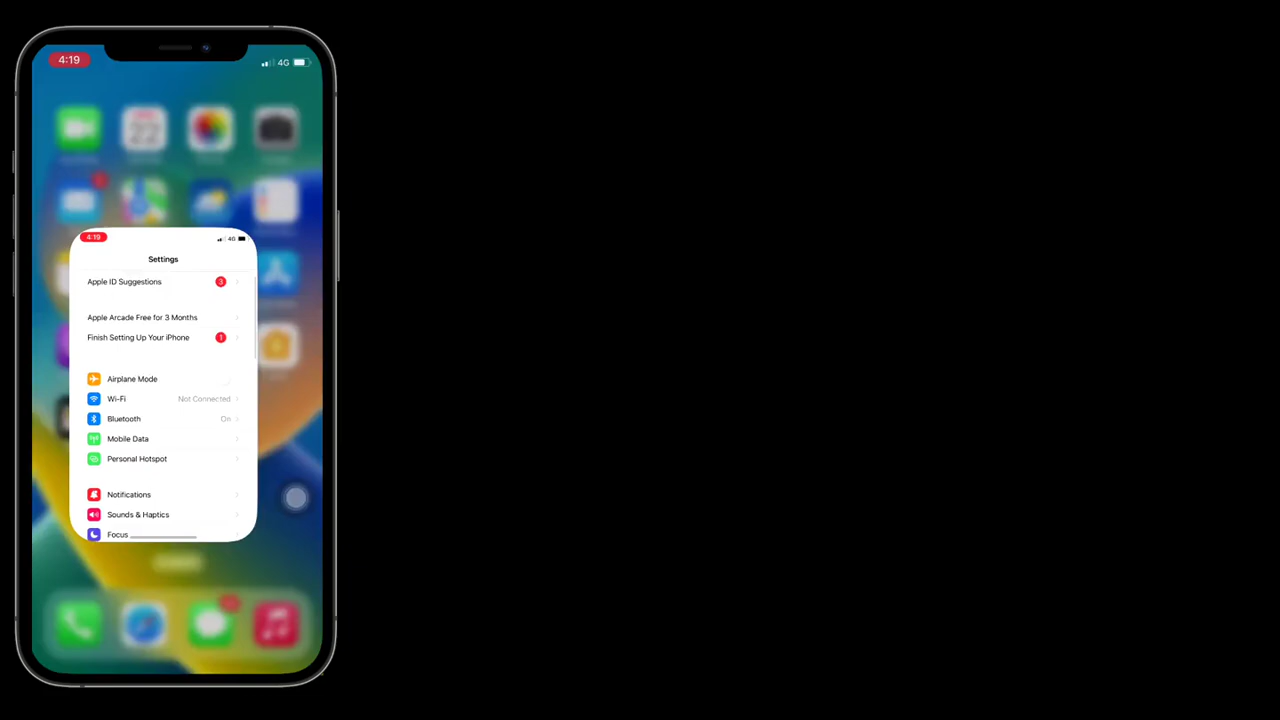 4:19
4G
4:19
4G
Settings
Apple ID Suggestions 3
Apple Arcade Free for 3 Months
Finish Setting Up Your iPhone 1
Airplane Mode
Wi-Fi Not Connected
Bluetooth On
Mobile Data
Personal Hotspot
Notifications
Sounds & Haptics
Focus